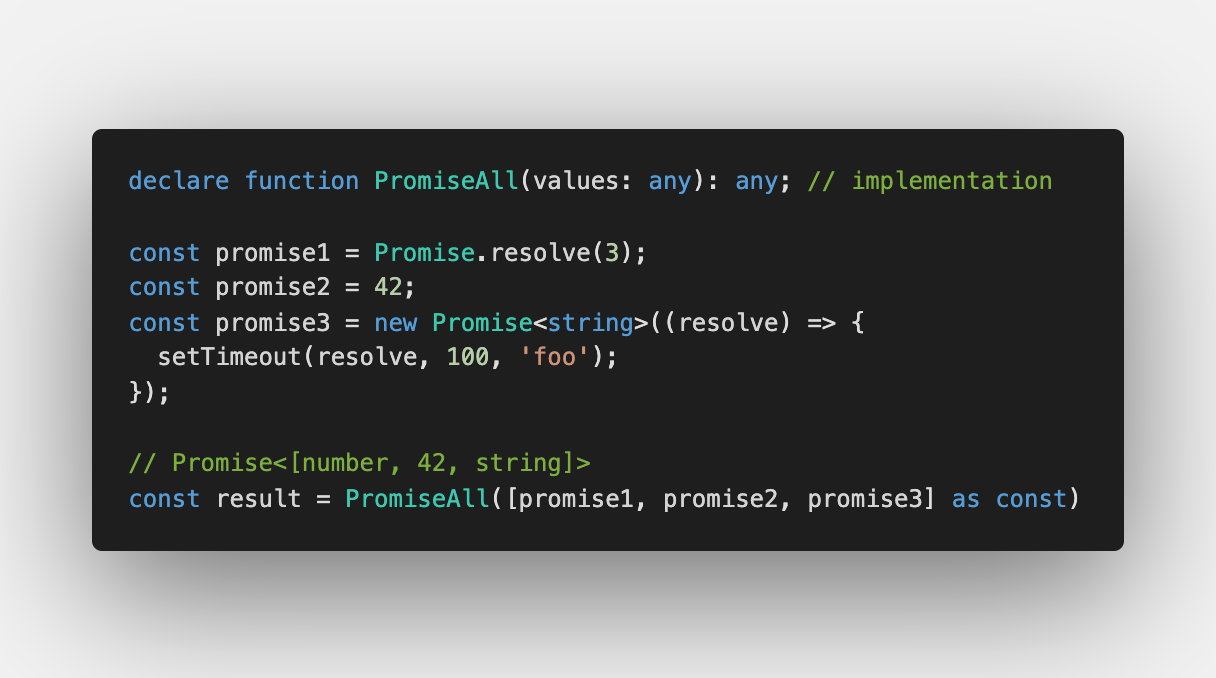 declare function PromiseAll(values: any): any; // implementation
const promise1 = Promise.resolve(3);
const promise2 = 42;
const promise3 = new Promise<string>((resolve) => {
  setTimeout(resolve, 100, 'foo');
});
// Promise<[number, 42, string]>
const result = PromiseAll([promise1, promise2, promise3] as const)